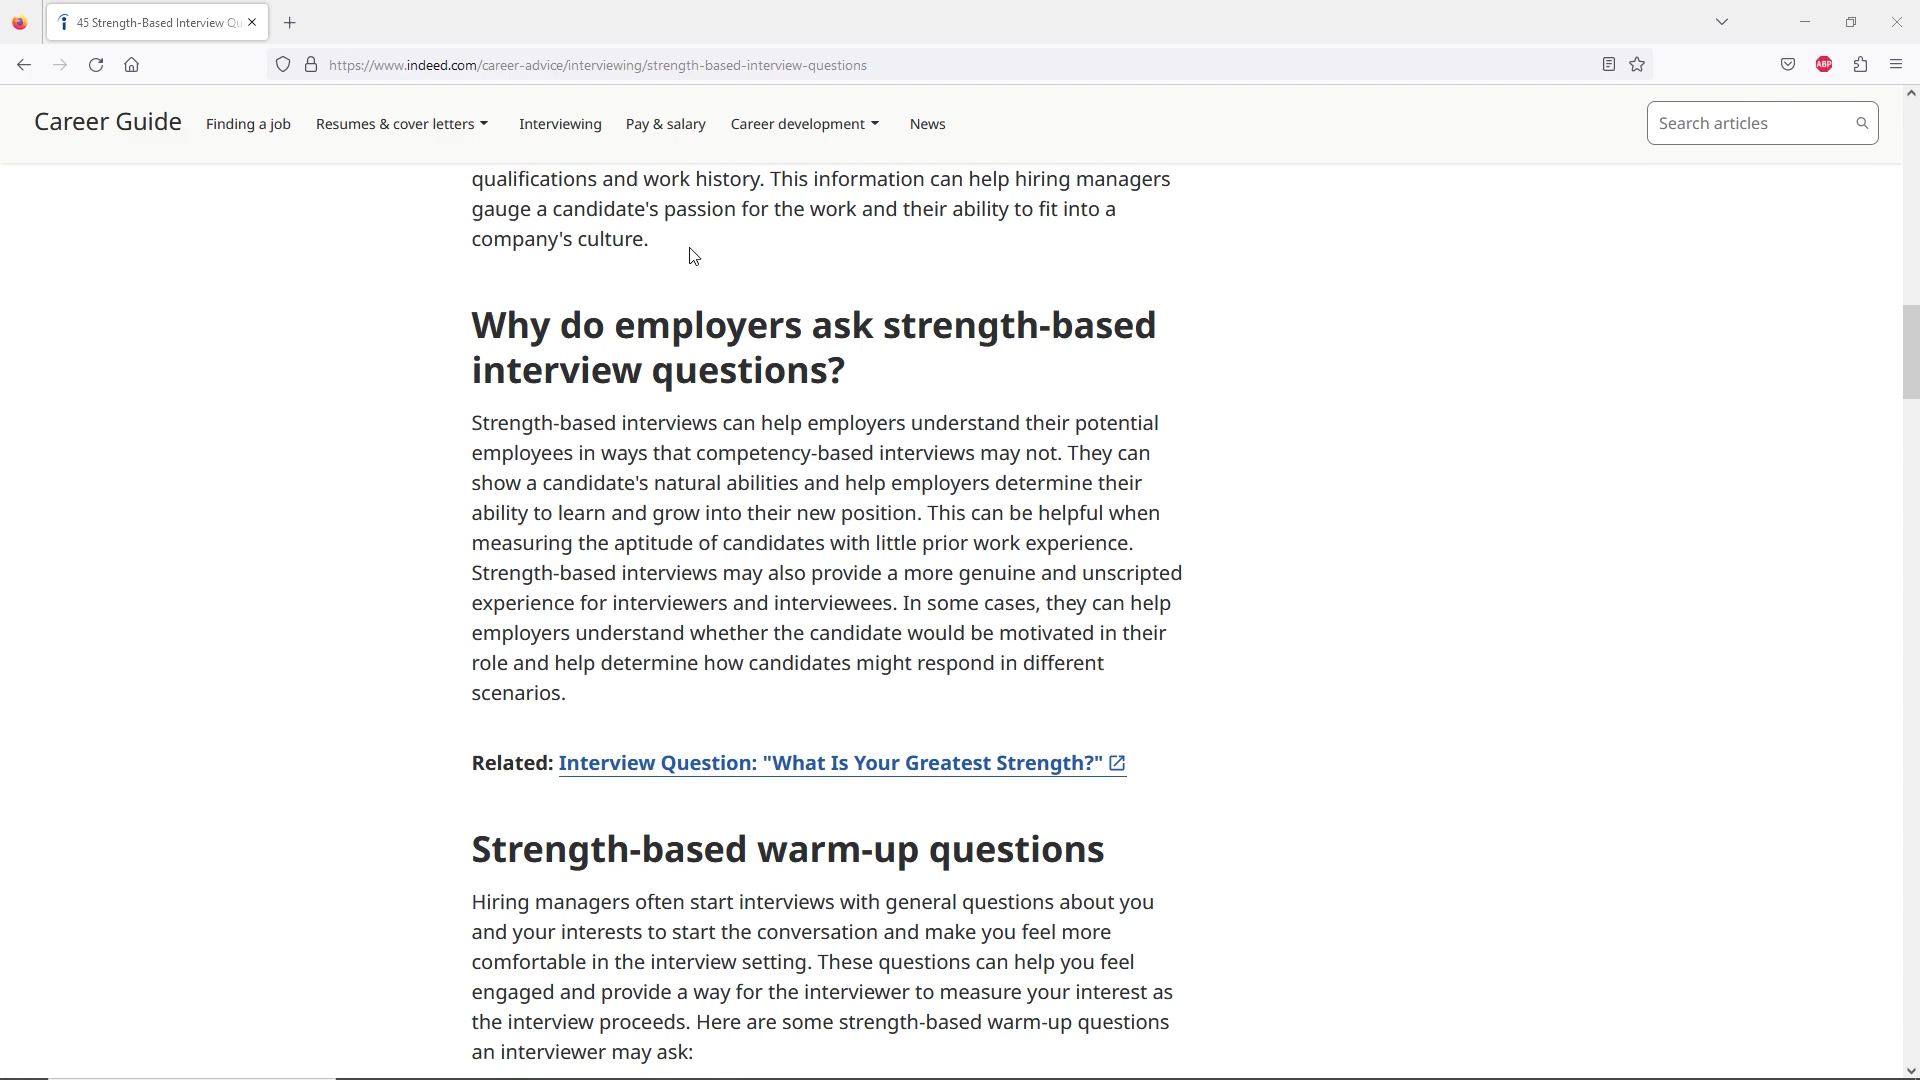 45 Strength-Based Interview Qu
https://www.indeed.com/career-advice/interviewing/strength-based-interview-questions
ABP
Career Guide
Finding a job
Resumes & cover letters
Interviewing
Pay & salary
Career development
News
Search articles
qualifications and work history. This information can help hiring managers
gauge a candidate's passion for the work and their ability to fit into a
company's culture.
Why do employers ask strength-based
interview questions?
Strength-based interviews can help employers understand their potential
employees in ways that competency-based interviews may not. They can
show a candidate's natural abilities and help employers determine their
ability to learn and grow into their new position. This can be helpful when
measuring the aptitude of candidates with little prior work experience.
Strength-based interviews may also provide a more genuine and unscripted
experience for interviewers and interviewees. In some cases, they can help
employers understand whether the candidate would be motivated in their
role and help determine how candidates might respond in different
scenarios.
Related: Interview Question: "What Is Your Greatest Strength?"
Strength-based warm-up questions
Hiring managers often start interviews with general questions about you
and your interests to start the conversation and make you feel more
comfortable in the interview setting. These questions can help you feel
engaged and provide a way for the interviewer to measure your interest as
the interview proceeds. Here are some strength-based warm-up questions
an interviewer may ask: